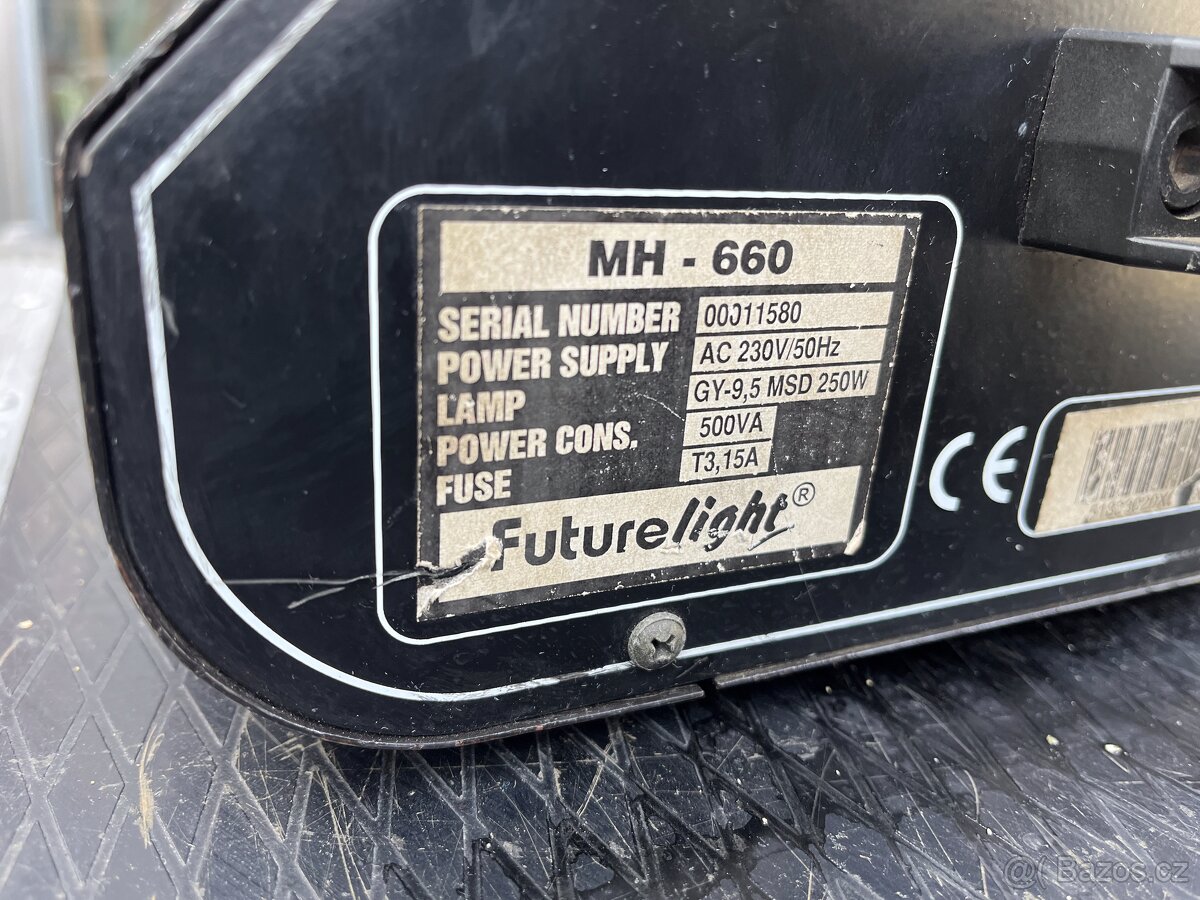 MH - 660
SERIAL NUMBER 00011580
POWER SUPPLY AC 230V/50Hz
LAMP GY-9,5 MSD 250W
POWER CONS. 500VA
FUSE T3,15A
Futurelight®
CE
Bazos.cz